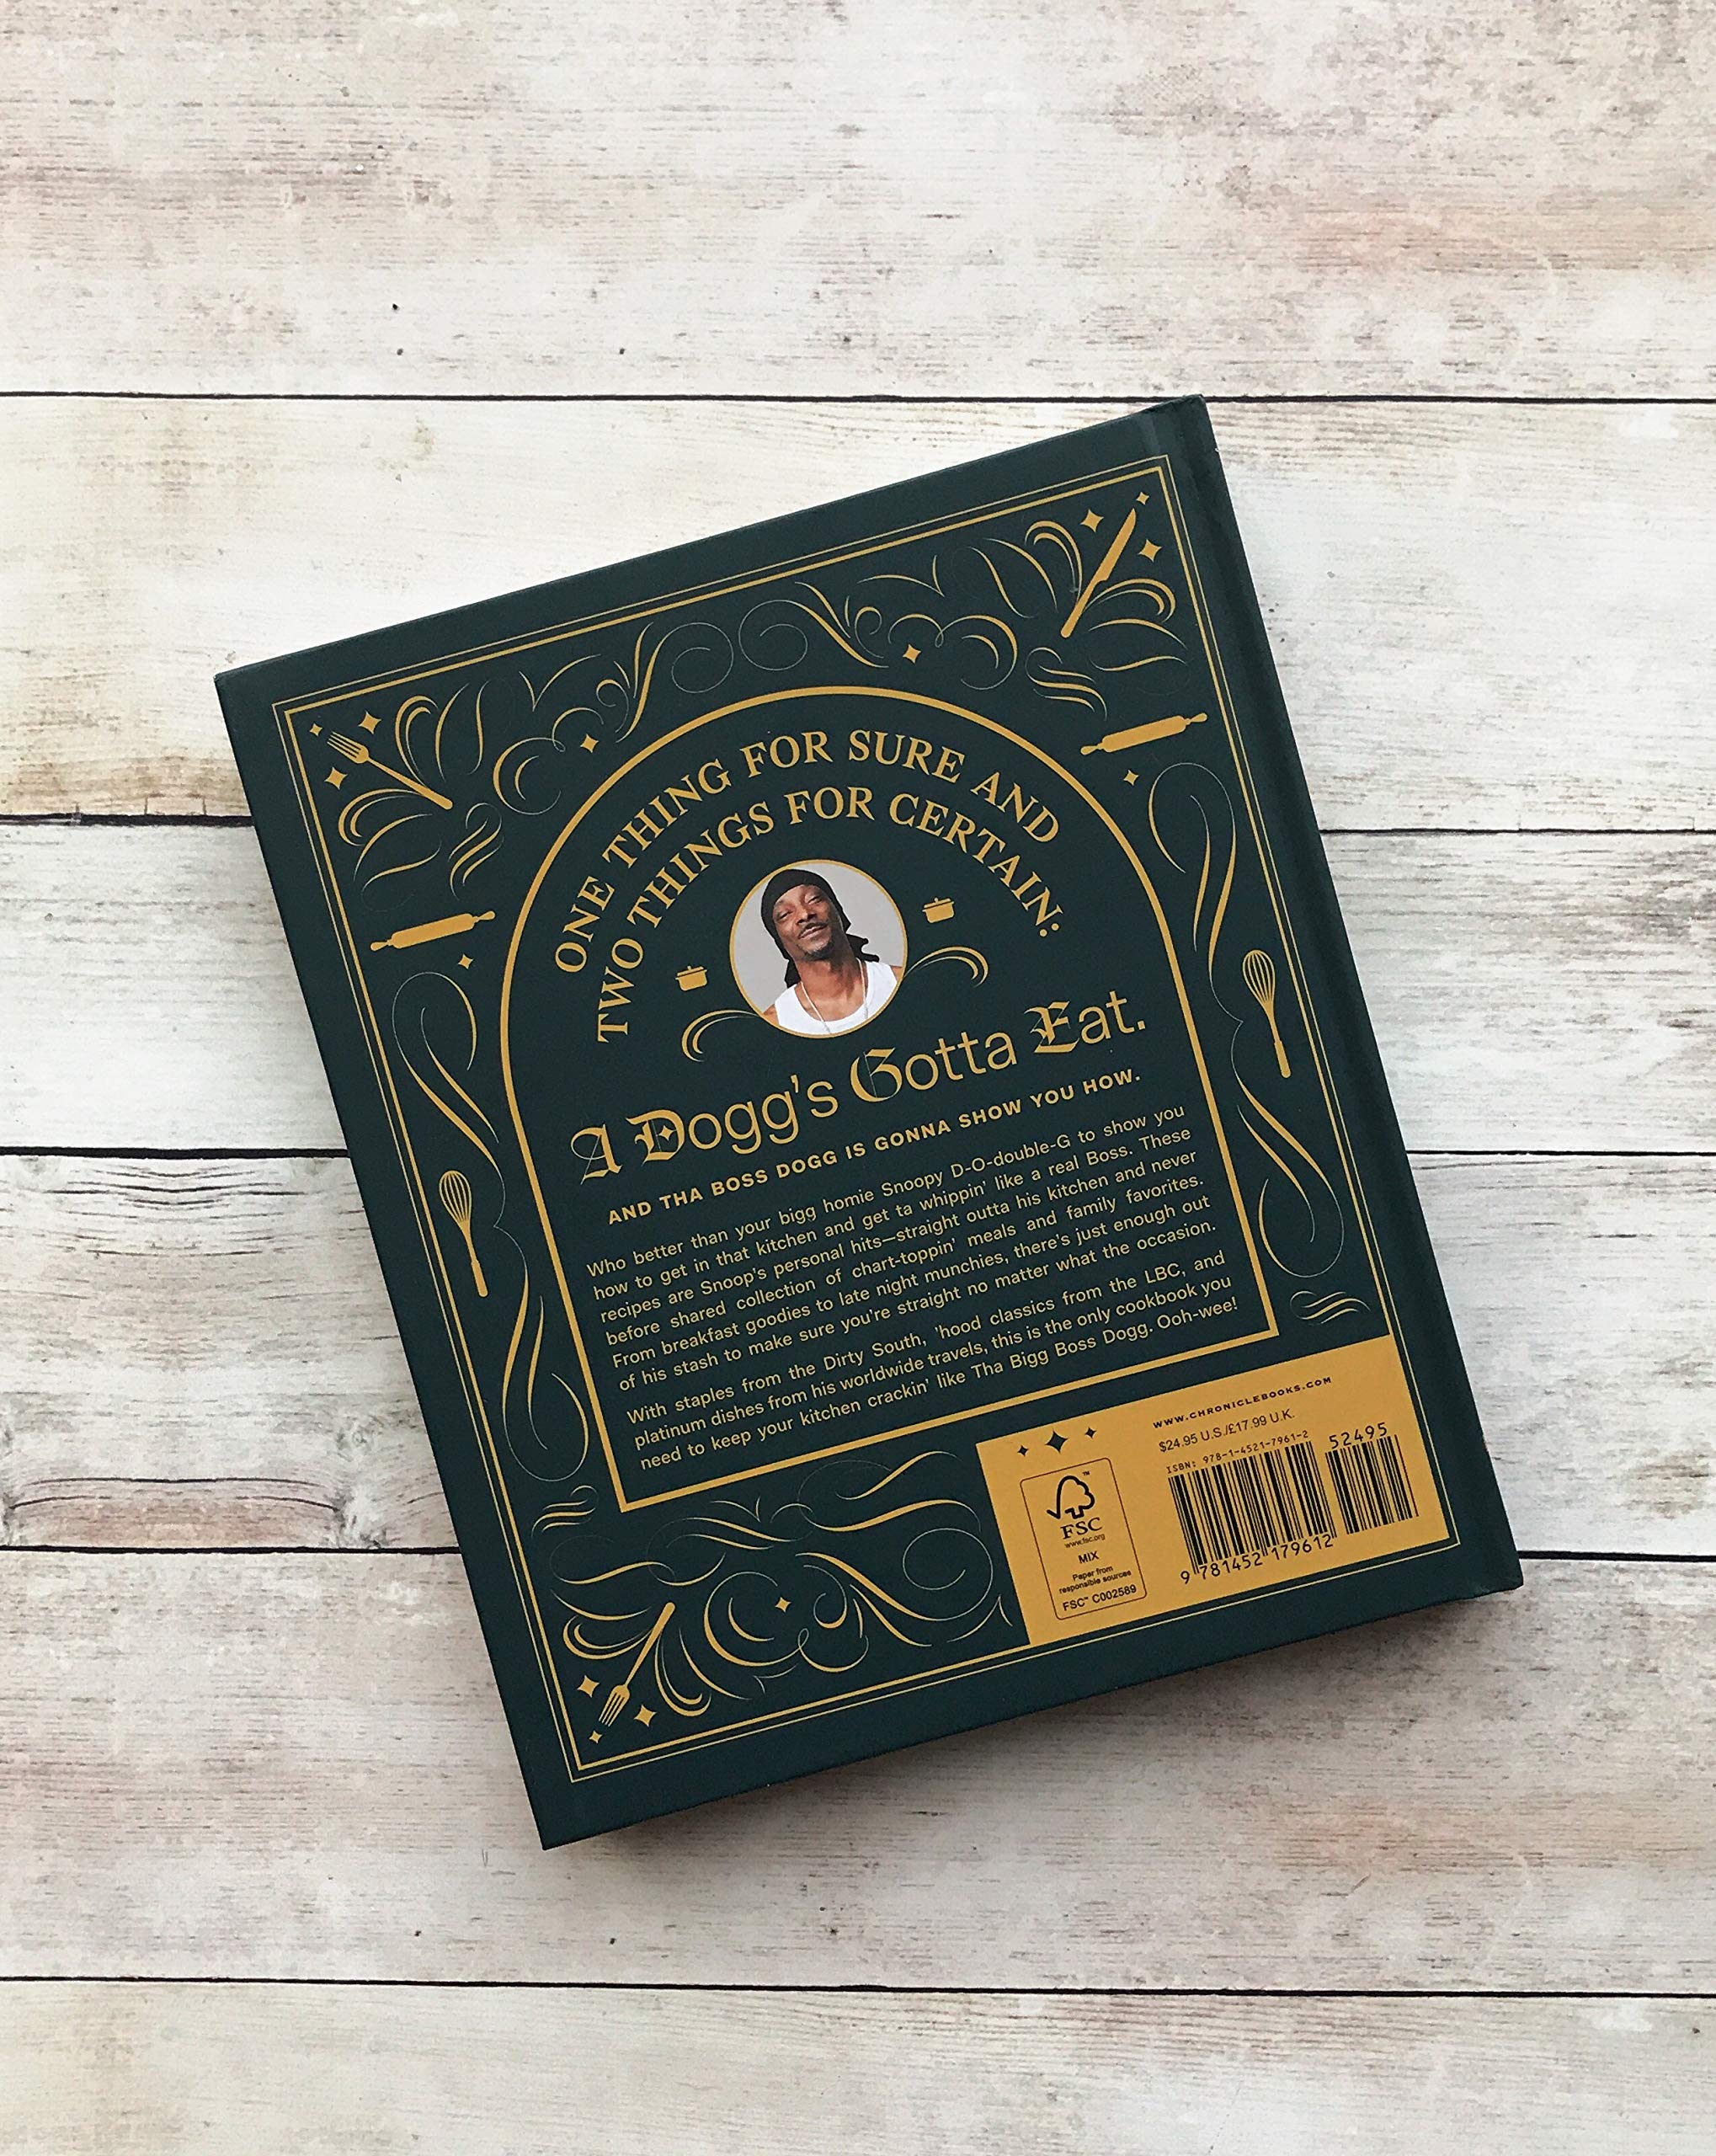 ONE THING FOR SURE AND
TWO THINGS FOR CERTAIN:
A Dogg's Gotta Eat.
AND THA BOSS DOGG IS GONNA SHOW YOU HOW.
Who better than your bigg homie Snoopy D-O-double-G to show you
how to get in that kitchen and get ta whippin' like a real Boss. These
recipes are Snoop's personal hits—straight outta his kitchen and never
before shared collection of chart-toppin' meals and family favorites.
From breakfast goodies to late night munchies, there's just enough out
of his stash to make sure you're straight no matter what the occasion.
With staples from the Dirty South, 'hood classics from the LBC, and
platinum dishes from his worldwide travels, this is the only cookbook you
need to keep your kitchen crackin' like Tha Bigg Boss Dogg. Ooh-wee!
WWW.CHRONICLEBOOKS.COM
$24.95 U.S./£17.99 U.K.
ISBN: 978-1-4521-7961-2
52495
9 781452 179612
™
FSC
www.fsc.org
MIX
Paper from
responsible sources
FSC™ C002589